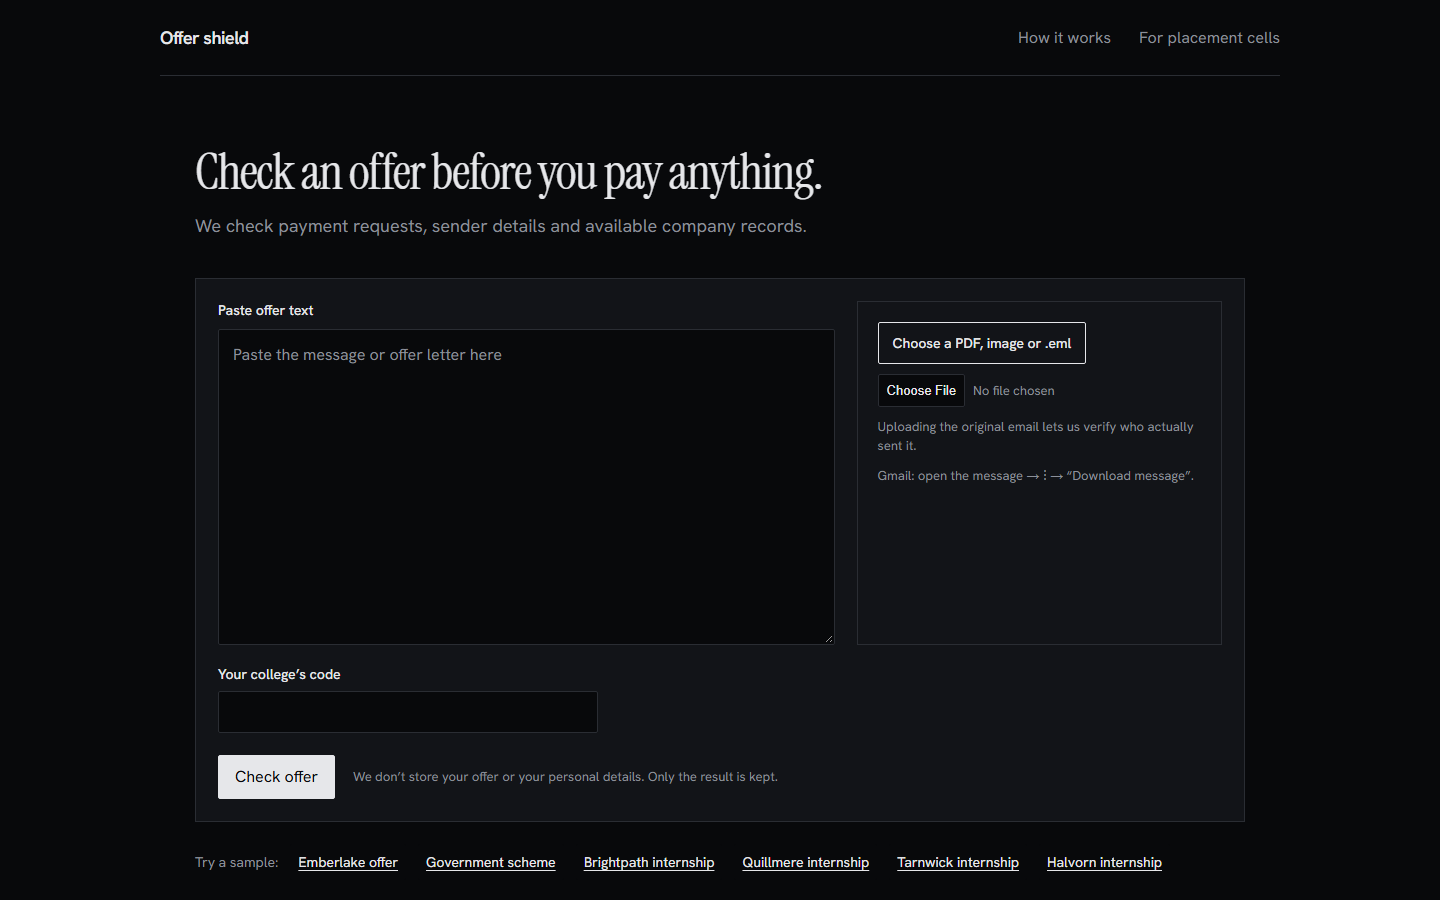 Offer shield
How it works
For placement cells
Check an offer before you pay anything.
We check payment requests, sender details and available company records.
Paste offer text
Paste the message or offer letter here
Choose a PDF, image or .eml
Choose File No file chosen
Uploading the original email lets us verify who actually
sent it.
Gmail: open the message → ⋮ → “Download message”.
Your college’s code
Check offer
We don’t store your offer or your personal details. Only the result is kept.
Try a sample: Emberlake offer Government scheme Brightpath internship Quillmere internship Tarnwick internship Halvorn internship